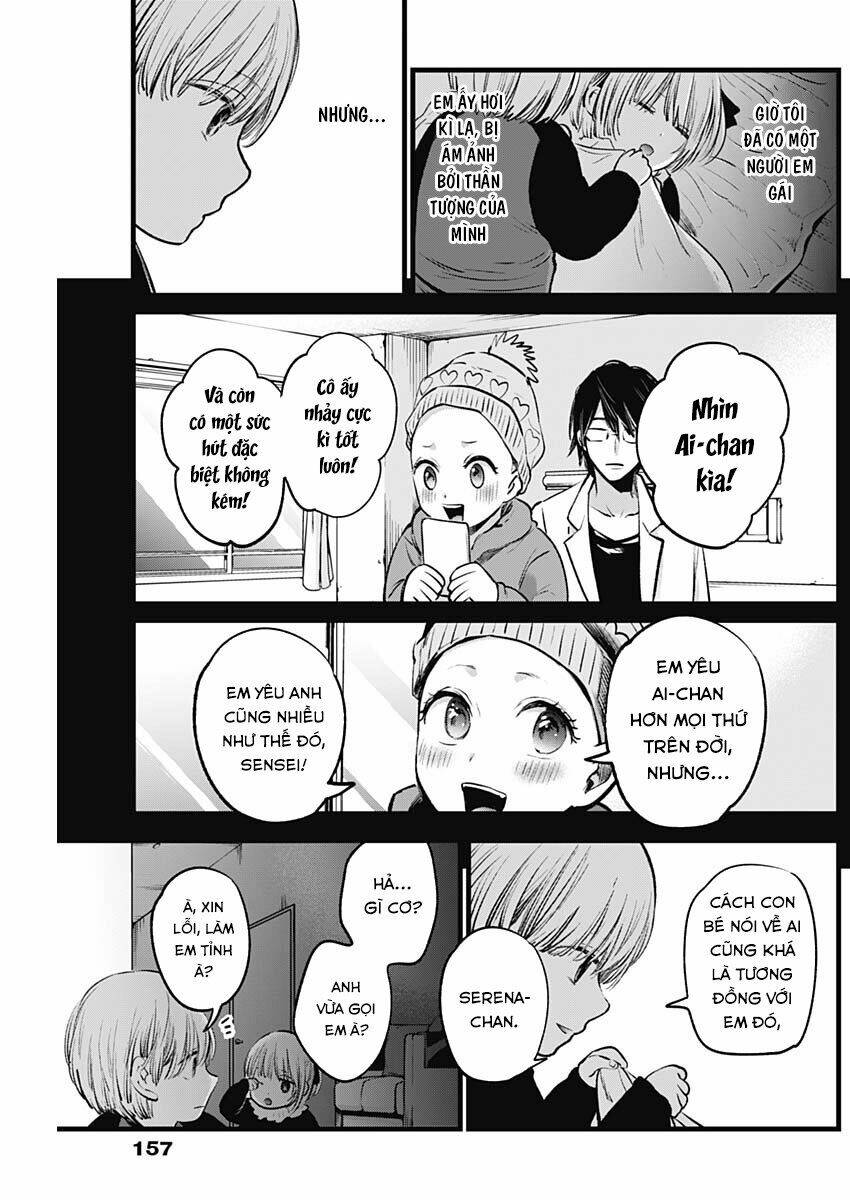 GIỜ TÔI
ĐÃ CÓ MỘT
NGƯỜI EM
GÁI
EM ẤY HƠI
KÌ LẠ, BỊ
ÁM ẢNH
BỞI THẦN
TƯỢNG CỦA
MÌNH
NHƯNG...
Nhìn
Ai-chan
kìa!
Cô ấy
nhảy cực
kì tốt
luôn!
Và còn
có một sức
hút đặc
biệt không
kém!
EM YÊU
AI-CHAN
HƠN MỌI THỨ
TRÊN ĐỜI,
NHƯNG...
EM YÊU ANH
CŨNG NHIỀU
NHƯ THẾ ĐÓ,
SENSEI!
CÁCH CON
BÉ NÓI VỀ AI
CŨNG KHÁ
LÀ TƯƠNG
ĐỒNG VỚI
EM ĐÓ,
SERENA-
CHAN.
HẢ...
GÌ CƠ?
ANH
VỪA GỌI
EM À?
À, XIN
LỖI, LÀM
EM TỈNH
À?
157